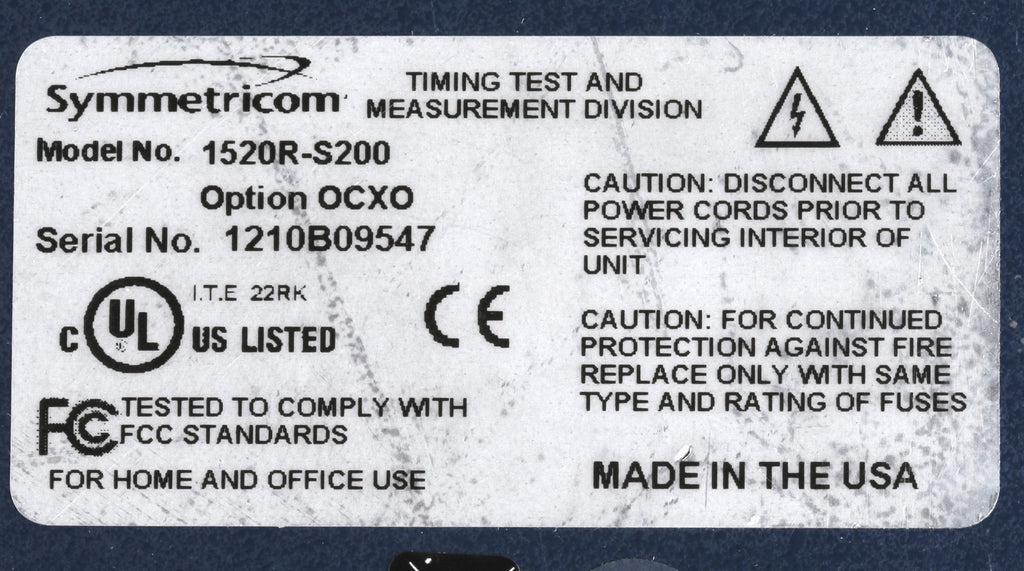 Symmetricom
TIMING TEST AND
MEASUREMENT DIVISION
Model No. 1520R-S200
Option OCXO
Serial No. 1210B09547
C UL US LISTED
I.T.E 22RK
CE
FC TESTED TO COMPLY WITH
FCC STANDARDS
FOR HOME AND OFFICE USE
CAUTION: DISCONNECT ALL
POWER CORDS PRIOR TO
SERVICING INTERIOR OF
UNIT
CAUTION: FOR CONTINUED
PROTECTION AGAINST FIRE
REPLACE ONLY WITH SAME
TYPE AND RATING OF FUSES
MADE IN THE USA